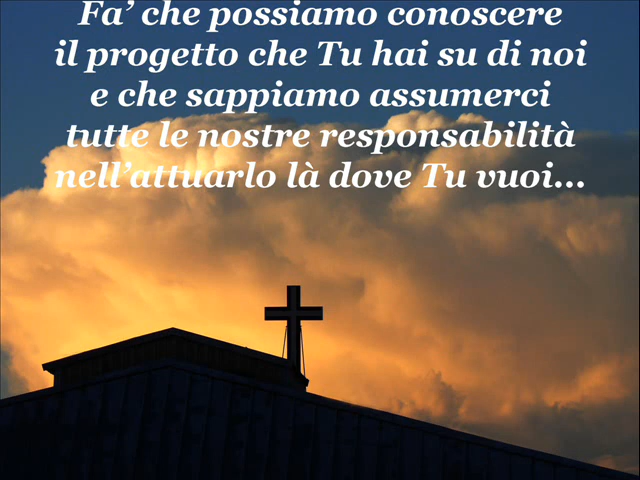 Fa’ che possiamo conoscere
il progetto che Tu hai su di noi
e che sappiamo assumerci
tutte le nostre responsabilità
nell’attuarlo là dove Tu vuoi...